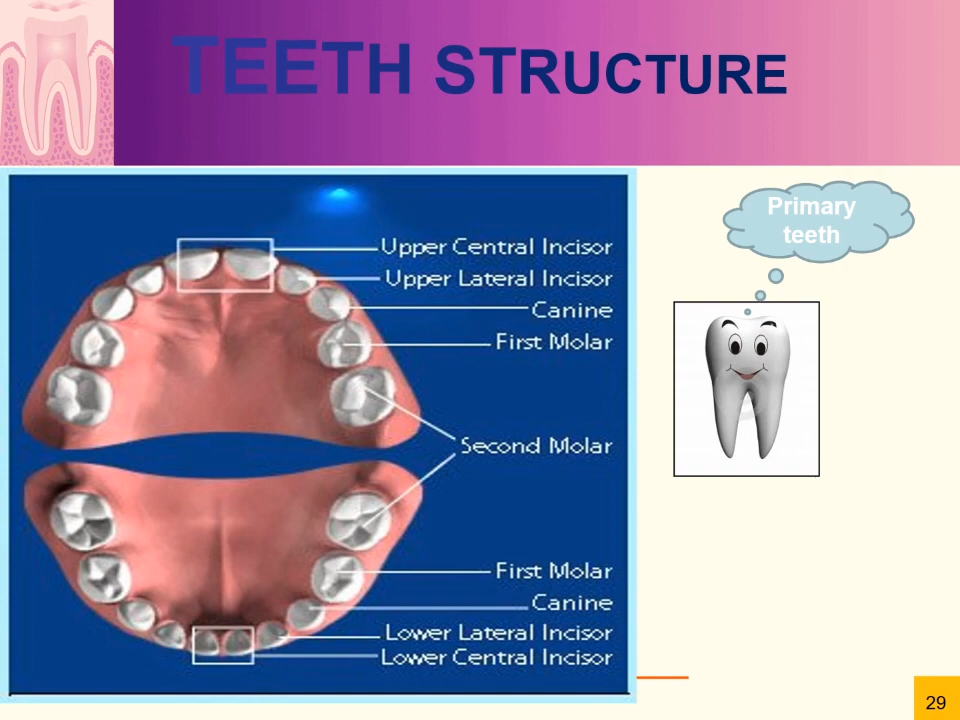 TEETH STRUCTURE
Primary
teeth
Upper Central Incisor
Upper Lateral Incisor
Canine
First Molar
Second Molar
First Molar
Canine
Lower Lateral Incisor
Lower Central Incisor
29